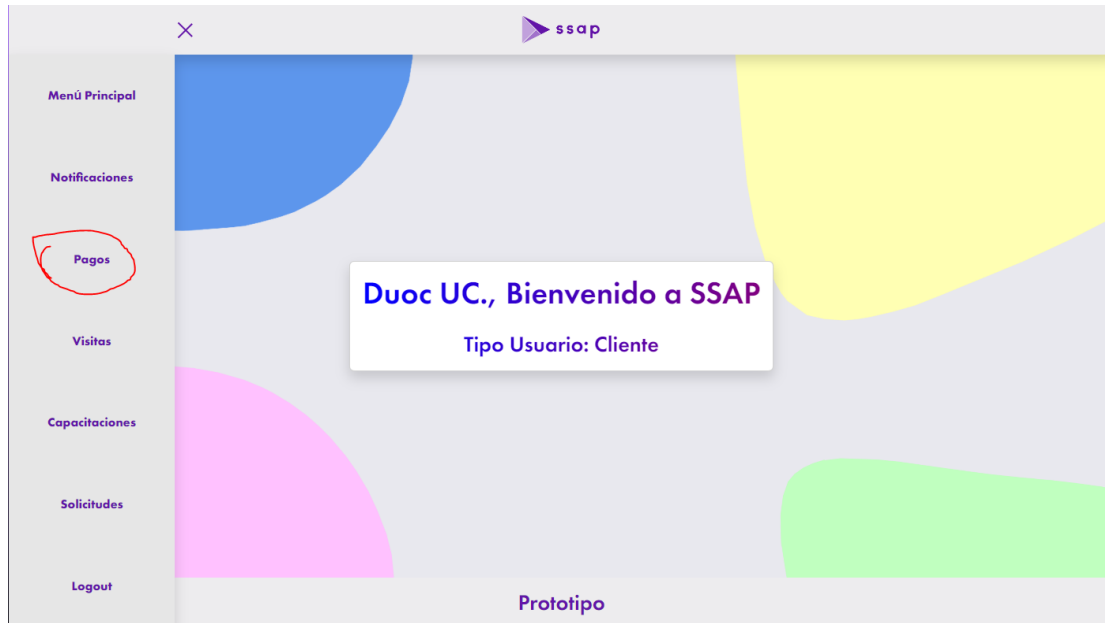 ssap
Menú Principal
Notificaciones
Pagos
Visitas
Capacitaciones
Solicitudes
Logout
Duoc UC., Bienvenido a SSAP
Tipo Usuario: Cliente
Prototipo